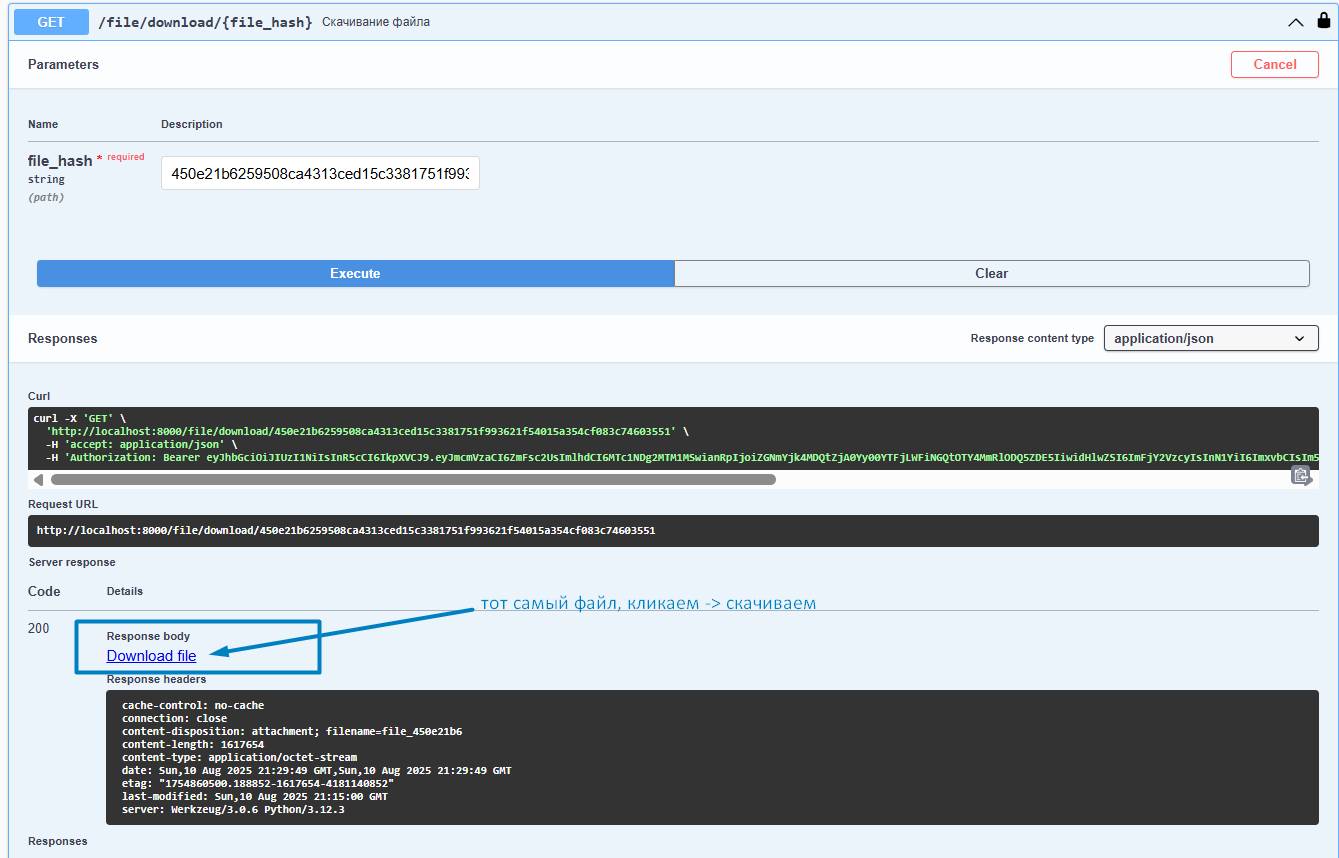 GET /file/download/{file_hash} Скачивание файла
Parameters
Cancel
Name Description
file_hash * required
string
(path)
450e21b6259508ca4313ced15c3381751f993
Execute Clear
Responses
Response content type application/json
Curl
curl -X 'GET' \
'http://localhost:8000/file/download/450e21b6259508ca4313ced15c3381751f993621f54015a354cf083c74603551' \
-H 'accept: application/json' \
-H 'Authorization: Bearer
Request URL
http://localhost:8000/file/download/450e21b6259508ca4313ced15c3381751f993621f54015a354cf083c74603551
Server response
Code Details
тот самый файл, кликаем -> скачиваем
200
Response body
Download file
Response headers
cache-control: no-cache
connection: close
content-disposition: attachment; filename=file_450e21b6
content-length: 1617654
content-type: application/octet-stream
date: Sun,10 Aug 2025 21:29:49 GMT,Sun,10 Aug 2025 21:29:49 GMT
etag: "1754860500.188852-1617654-4181140852"
last-modified: Sun,10 Aug 2025 21:15:00 GMT
server: Werkzeug/3.0.6 Python/3.12.3
Responses